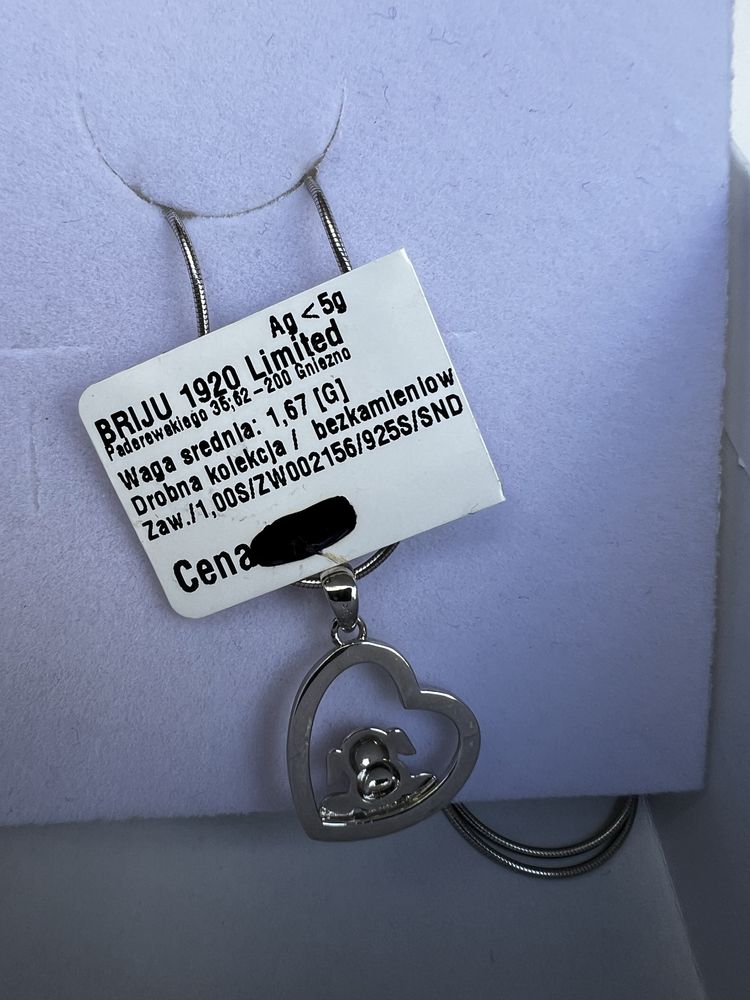 Ag < 5g
BRIJU 1920 Limited
Paderewskiego 35;62-200 Gniezno
Waga srednia: 1,67 [G]
Drobna kolekcja / bezkamieniow
Zaw./1,00S/ZW002156/925S/SND
Cena